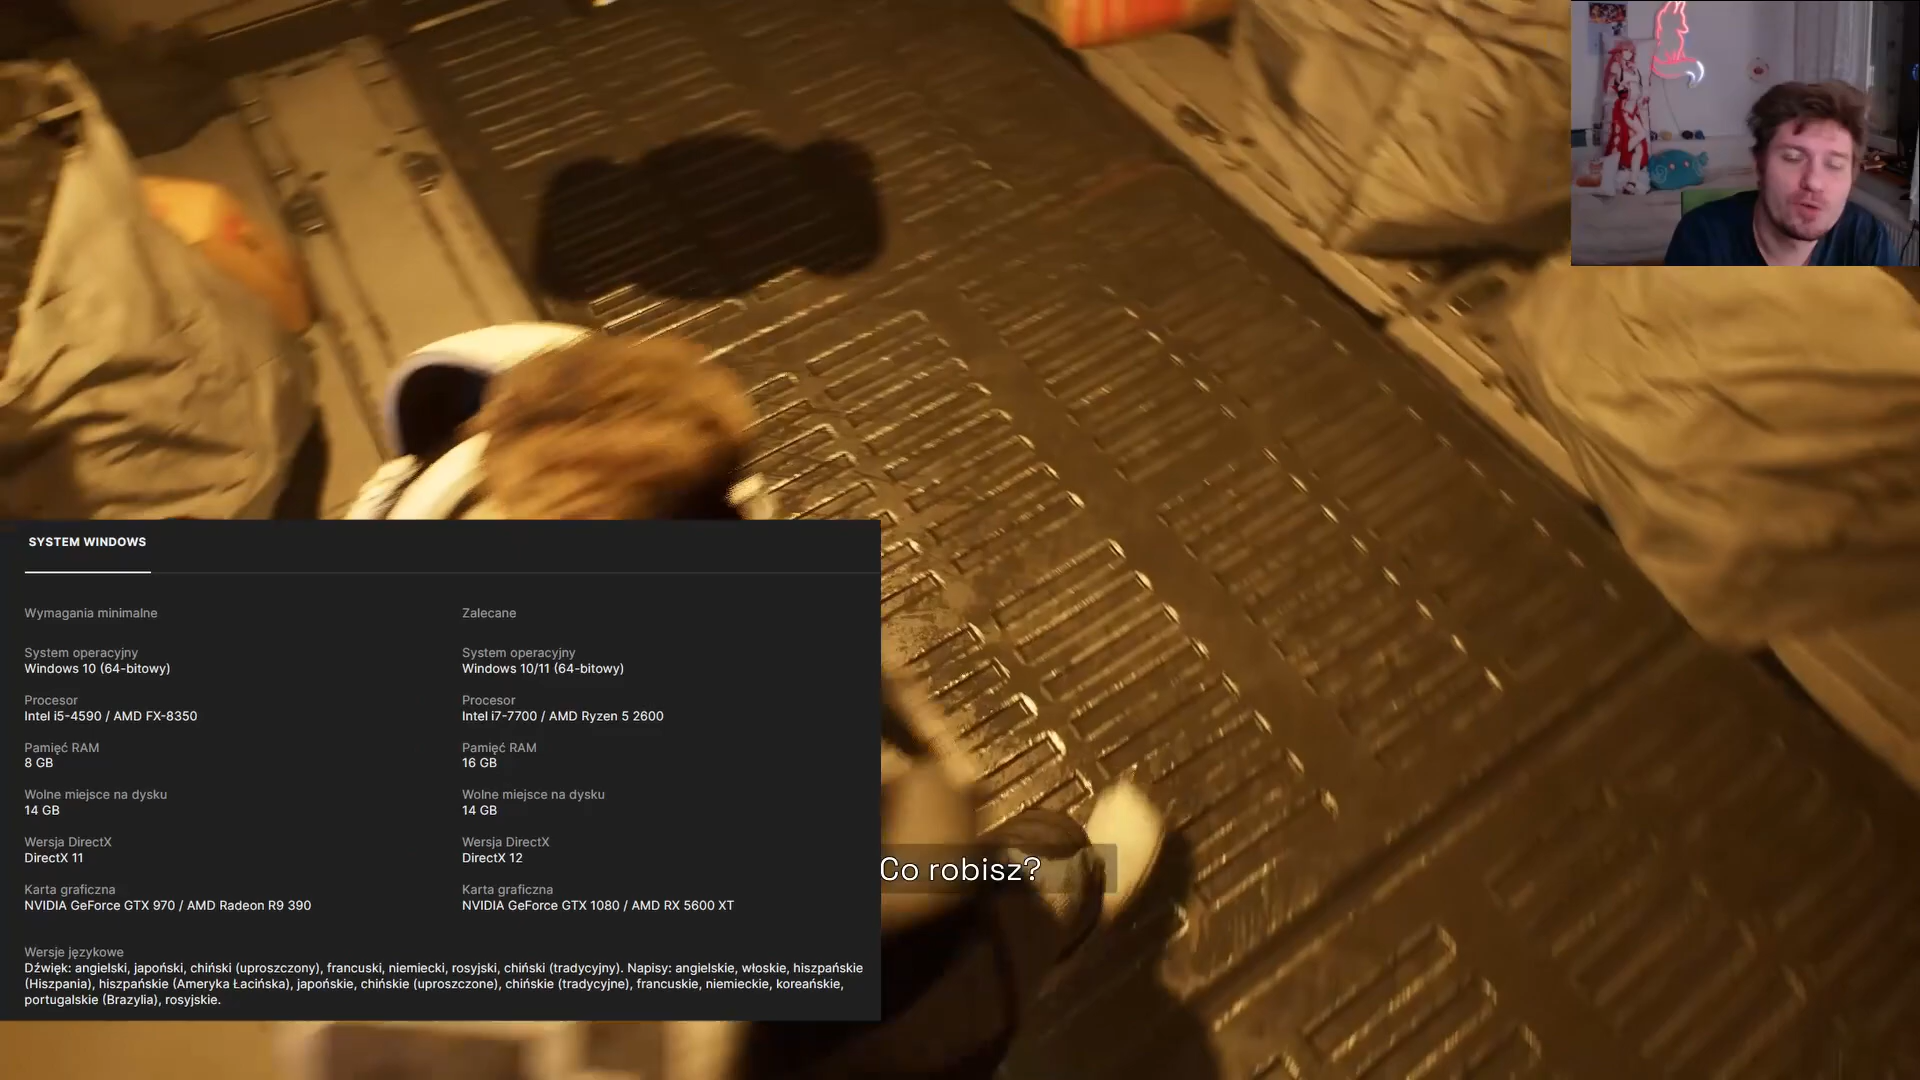 SYSTEM WINDOWS
Wymagania minimalne
System operacyjny
Windows 10 (64-bitowy)
Procesor
Intel i5-4590 / AMD FX-8350
Pamięć RAM
8 GB
Wolne miejsce na dysku
14 GB
Wersja DirectX
DirectX 11
Karta graficzna
NVIDIA GeForce GTX 970 / AMD Radeon R9 390
Zalecane
System operacyjny
Windows 10/11 (64-bitowy)
Procesor
Intel i7-7700 / AMD Ryzen 5 2600
Pamięć RAM
16 GB
Wolne miejsce na dysku
14 GB
Wersja DirectX
DirectX 12
Karta graficzna
NVIDIA GeForce GTX 1080 / AMD RX 5600 XT
Wersje językowe
Dźwięk: angielski, japoński, chiński (uproszczony), francuski, niemiecki, rosyjski, chiński (tradycyjny). Napisy: angielskie, włoskie, hiszpańskie
(Hiszpania), hiszpańskie (Ameryka Łacińska), japońskie, chińskie (uproszczone), chińskie (tradycyjne), francuskie, niemieckie, koreańskie,
portugalskie (Brazylia), rosyjskie.
Co robisz?